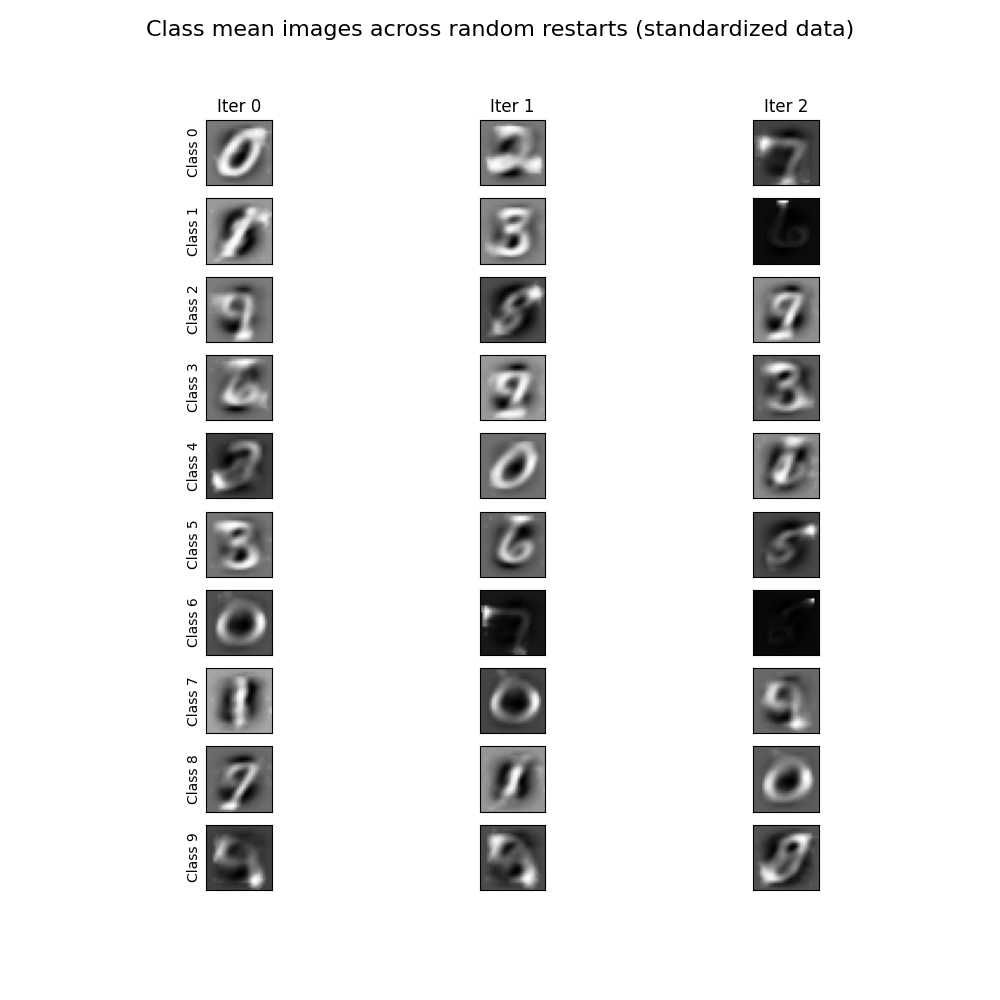 Class mean images across random restarts (standardized data)
Iter 0 Iter 1 Iter 2
Class 0
Class 1
Class 2
Class 3
Class 4
Class 5
Class 6
Class 7
Class 8
Class 9